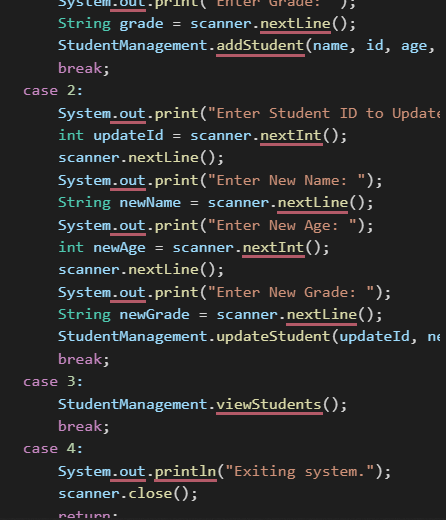 System.out.print("Enter Grade: ");
String grade = scanner.nextLine();
StudentManagement.addStudent(name, id, age,
break;
case 2:
System.out.print("Enter Student ID to Update
int updateId = scanner.nextInt();
scanner.nextLine();
System.out.print("Enter New Name: ");
String newName = scanner.nextLine();
System.out.print("Enter New Age: ");
int newAge = scanner.nextInt();
scanner.nextLine();
System.out.print("Enter New Grade: ");
String newGrade = scanner.nextLine();
StudentManagement.updateStudent(updateId, ne
break;
case 3:
StudentManagement.viewStudents();
break;
case 4:
System.out.println("Exiting system.");
scanner.close();
return;